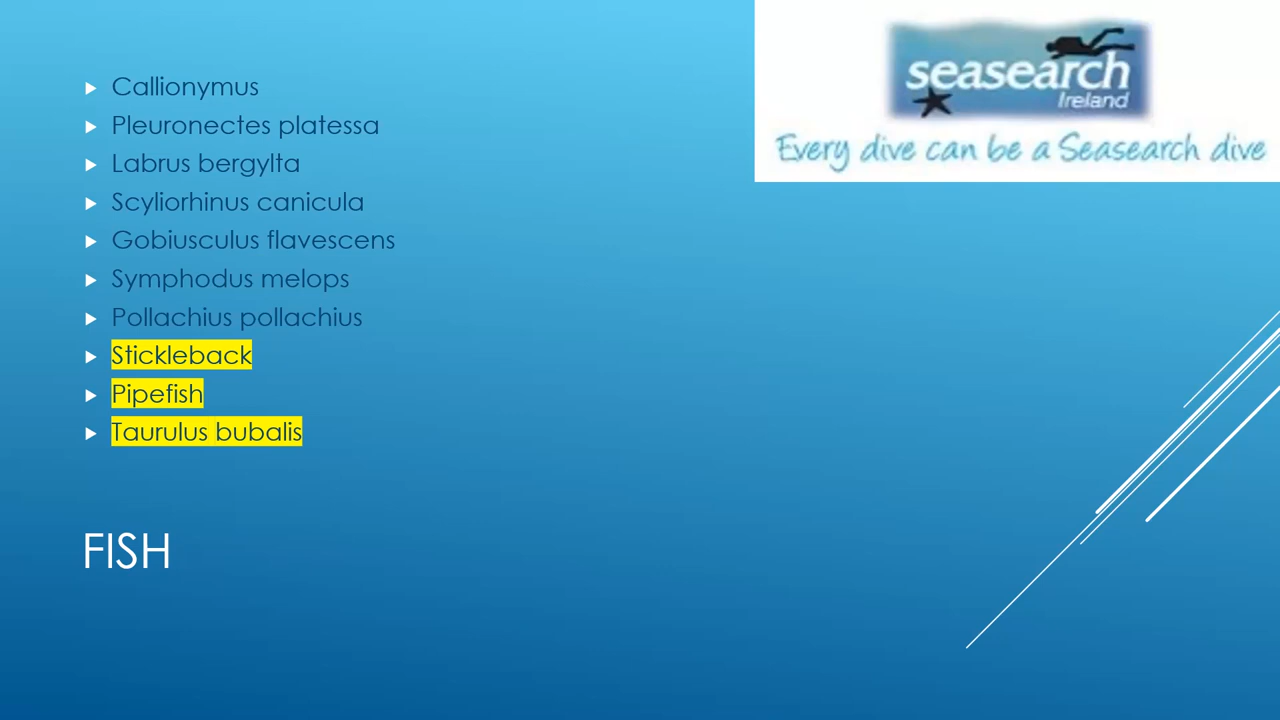 Callionymus
Pleuronectes platessa
Labrus bergylta
Scyliorhinus canicula
Gobiusculus flavescens
Symphodus melops
Pollachius pollachius
Stickleback
Pipefish
Taurulus bubalis
FISH
seasearch
Ireland
Every dive can be a Seasearch dive